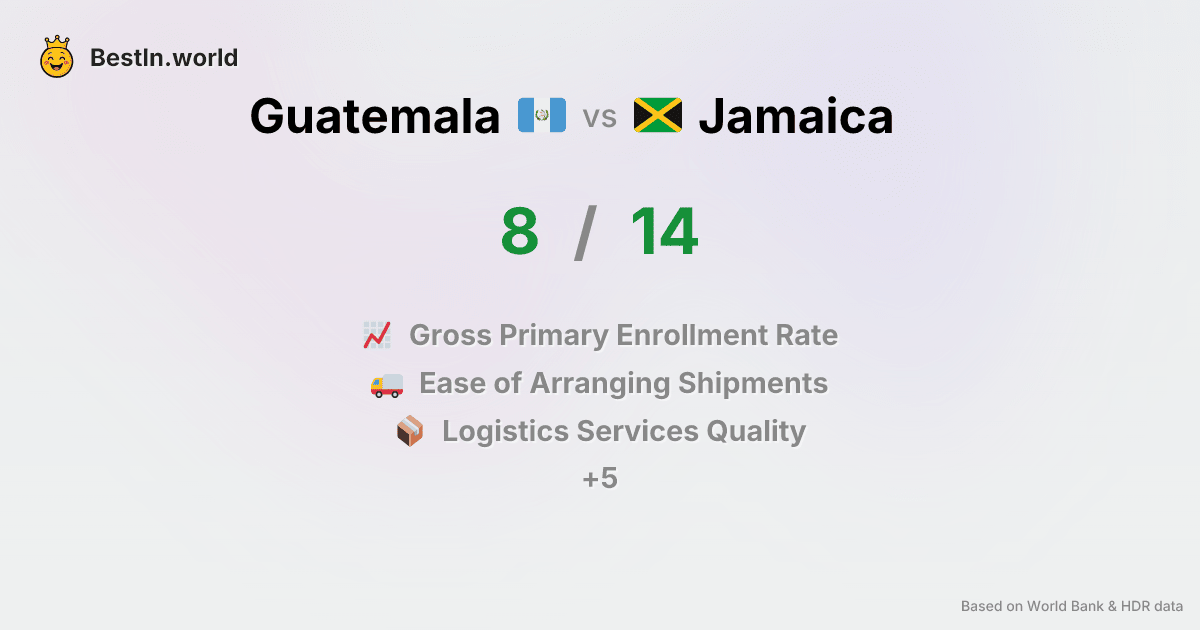 BestIn.world
Guatemala vs Jamaica
8 / 14
Gross Primary Enrollment Rate
Ease of Arranging Shipments
Logistics Services Quality
+5
Based on World Bank & HDR data